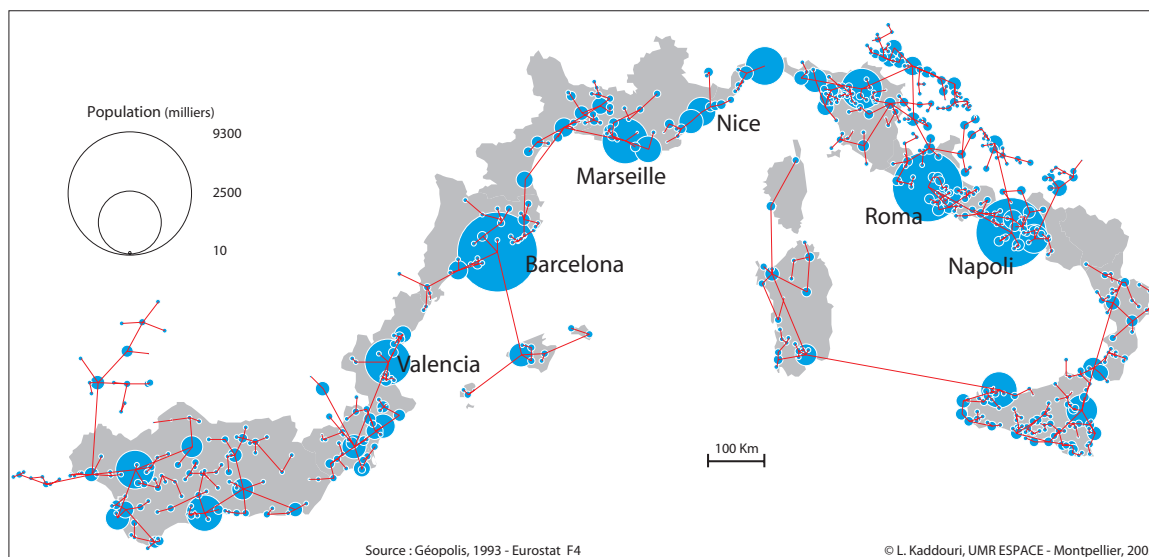 Population (milliers)
9300
2500
10
Nice
Marseille
Roma
Barcelona
Napoli
Valencia
100 Km
Source : Géopolis, 1993 - Eurostat F4
© L. Kaddouri, UMR ESPACE - Montpellier, 200